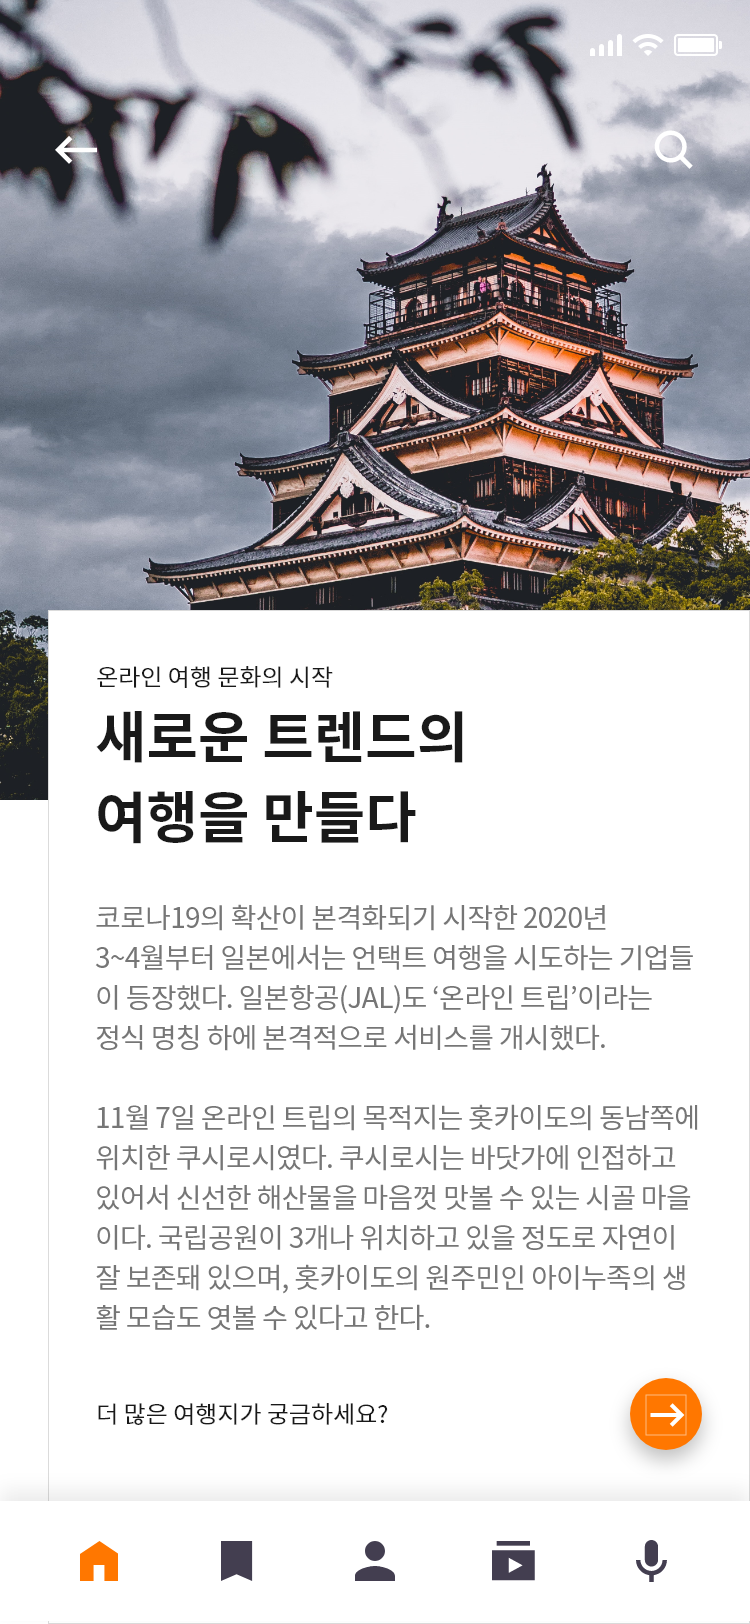 온라인 여행 문화의 시작
새로운 트렌드의
여행을 만들다
코로나19의 확산이 본격화되기 시작한 2020년
3~4월부터 일본에서는 언택트 여행을 시도하는 기업들
이 등장했다. 일본항공(JAL)도 ‘온라인 트립’이라는
정식 명칭 하에 본격적으로 서비스를 개시했다.
11월 7일 온라인 트립의 목적지는 홋카이도의 동남쪽에
위치한 쿠시로시였다. 쿠시로시는 바닷가에 인접하고
있어서 신선한 해산물을 마음껏 맛볼 수 있는 시골 마을
이다. 국립공원이 3개나 위치하고 있을 정도로 자연이
잘 보존돼 있으며, 홋카이도의 원주민인 아이누족의 생
활 모습도 엿볼 수 있다고 한다.
더 많은 여행지가 궁금하세요?